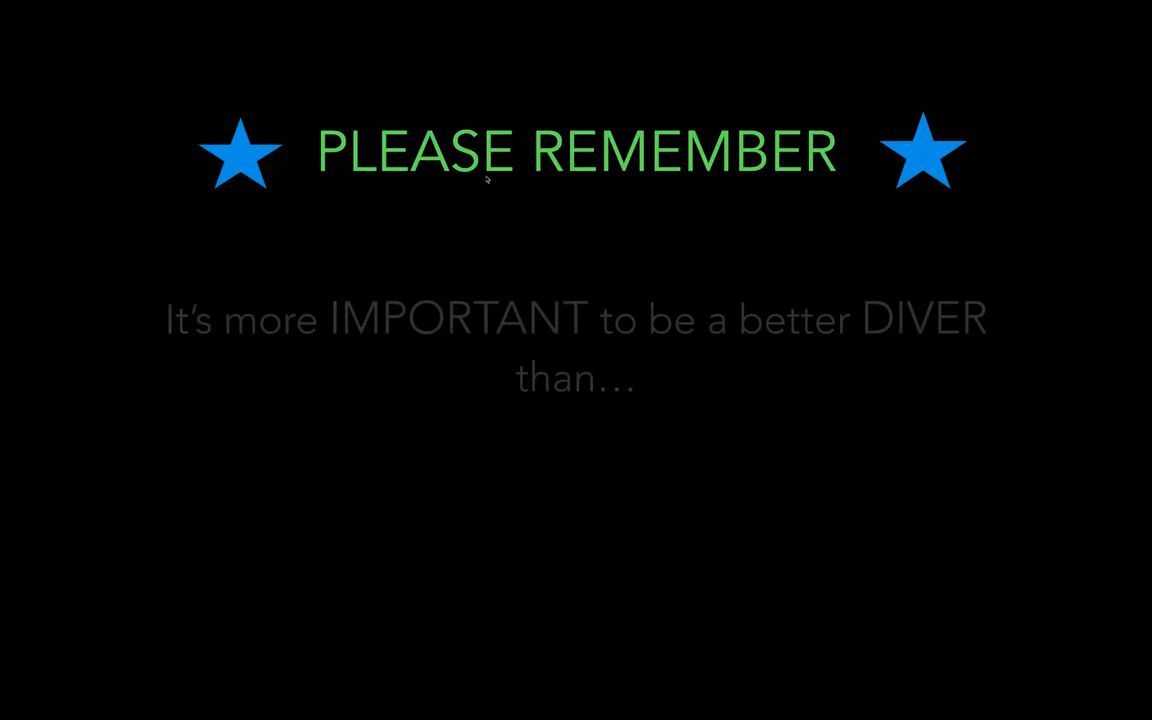 PLEASE REMEMBER
It’s more IMPORTANT to be a better DIVER
than…